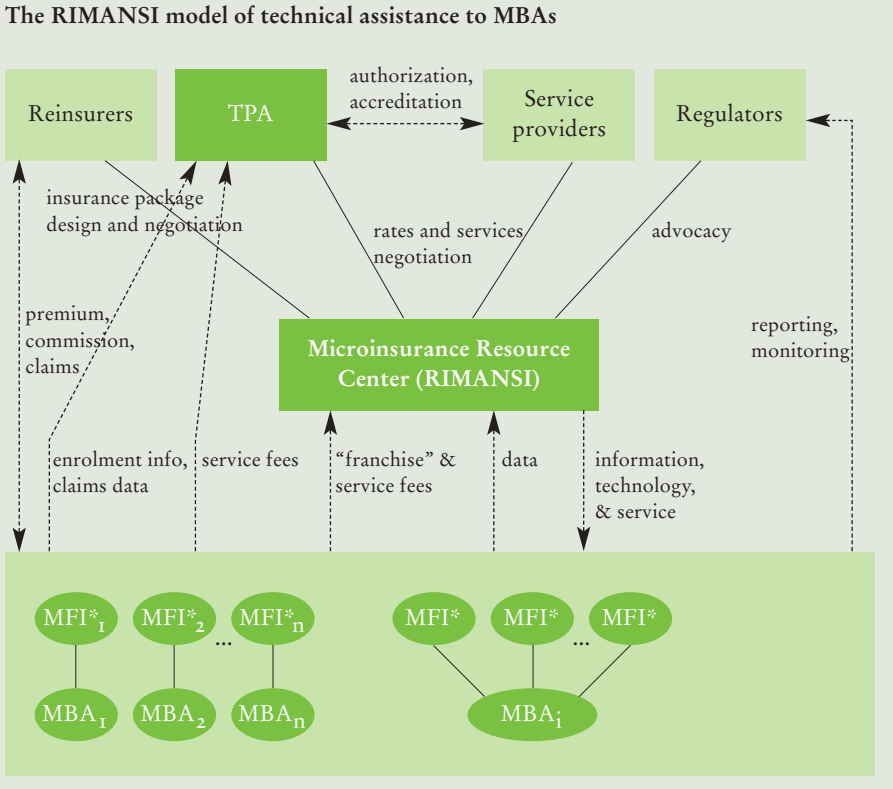 The RIMANSI model of technical assistance to MBAs
Reinsurers
TPA
authorization,
accreditation
Service
providers
Regulators
insurance package
design and negotiation
rates and services
negotiation
advocacy
premium,
commission,
claims
Microinsurance Resource
Center (RIMANSI)
reporting,
monitoring
enrolment info,
claims data
service fees
“franchise” &
service fees
data
information,
technology,
& service
MFI*1 MFI*2 ... MFI*n MFI* MFI* ... MFI*
MBA1 MBA2 MBAn MBAi